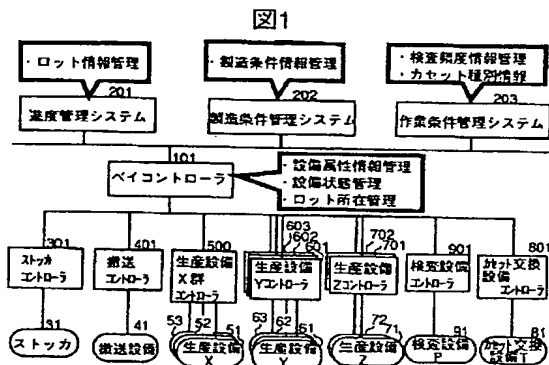 図1
・ロット情報管理
・製造条件情報管理
・検査頻度情報管理
・カセット種別情報
201
202
203
進度管理システム
製造条件管理システム
作業条件管理システム
101
ベイコントローラ
・設備属性情報管理
・設備状態管理
・ロット所在管理
301
401
500
603
602
601
702
701
901
801
ストッカ
コントローラ
搬送
コントローラ
生産設備
X群
コントローラ
生産設備
Yコントローラ
生産設備
Zコントローラ
検査設備
コントローラ
カセット交換
設備
コントローラ
31
41
53
52
51
63
62
61
72
71
91
81
ストッカ
搬送設備
生産設備
X
生産設備
Y
生産設備
Z
検査設備
P
カセット交換
設備T